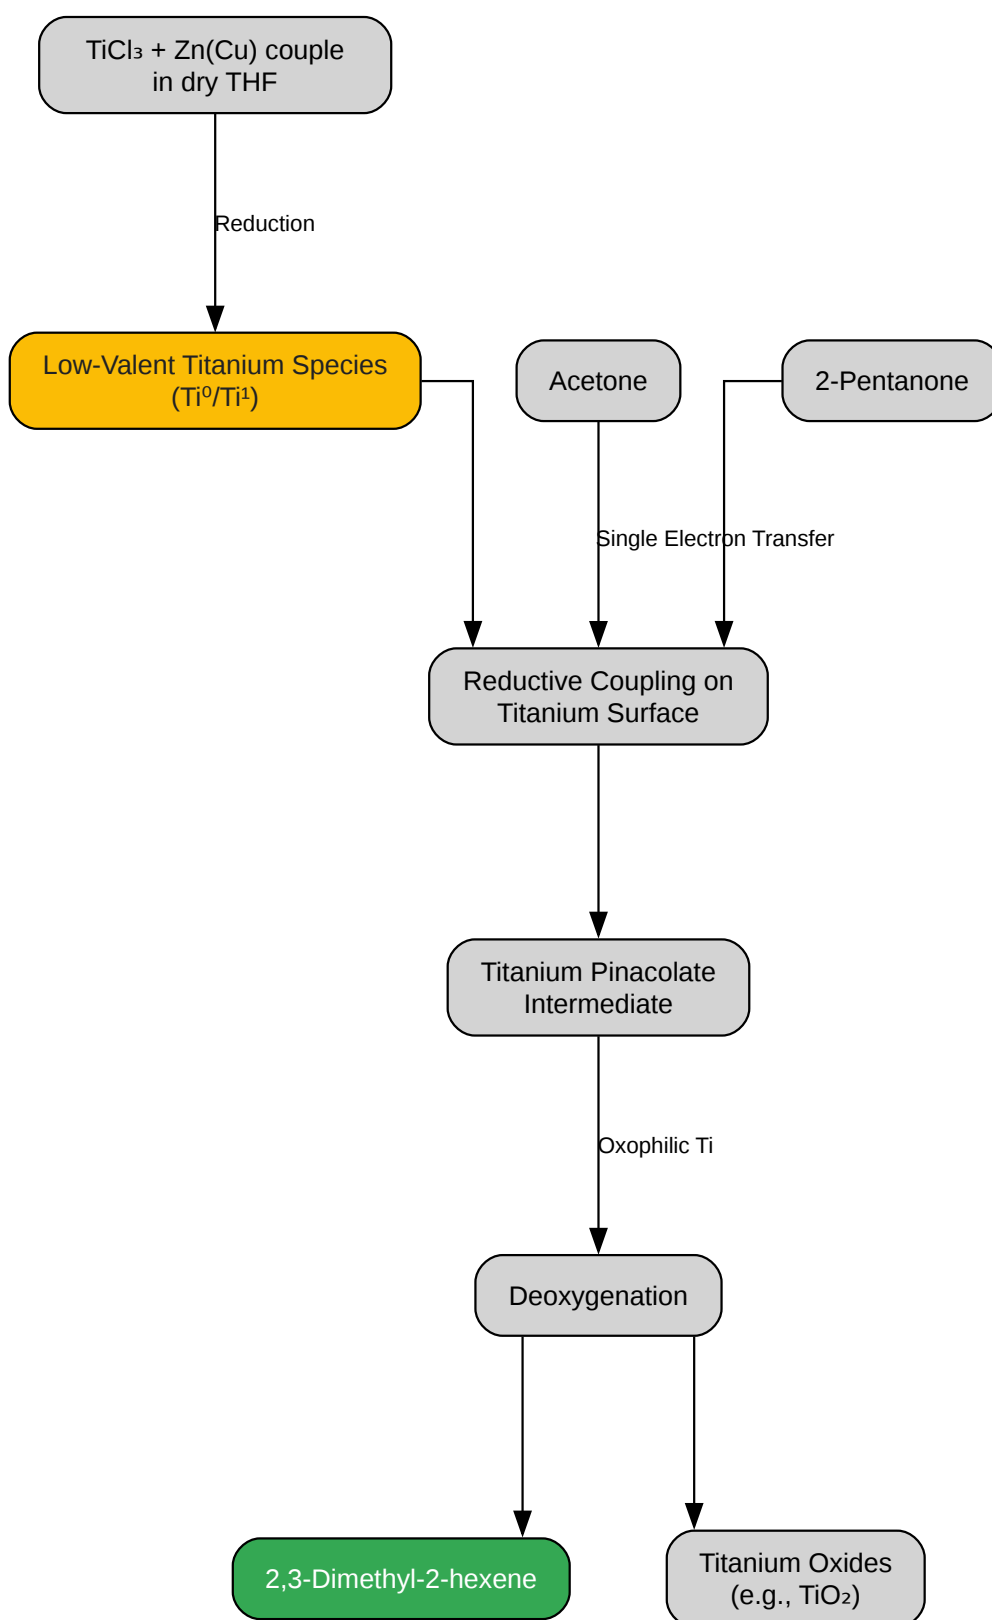 TiCl₃ + Zn(Cu) couple
in dry THF
Reduction
Low-Valent Titanium Species
(Ti⁰/Ti¹)
Acetone
2-Pentanone
Single Electron Transfer
Reductive Coupling on
Titanium Surface
Titanium Pinacolate
Intermediate
Oxophilic Ti
Deoxygenation
2,3-Dimethyl-2-hexene
Titanium Oxides
(e.g., TiO₂)